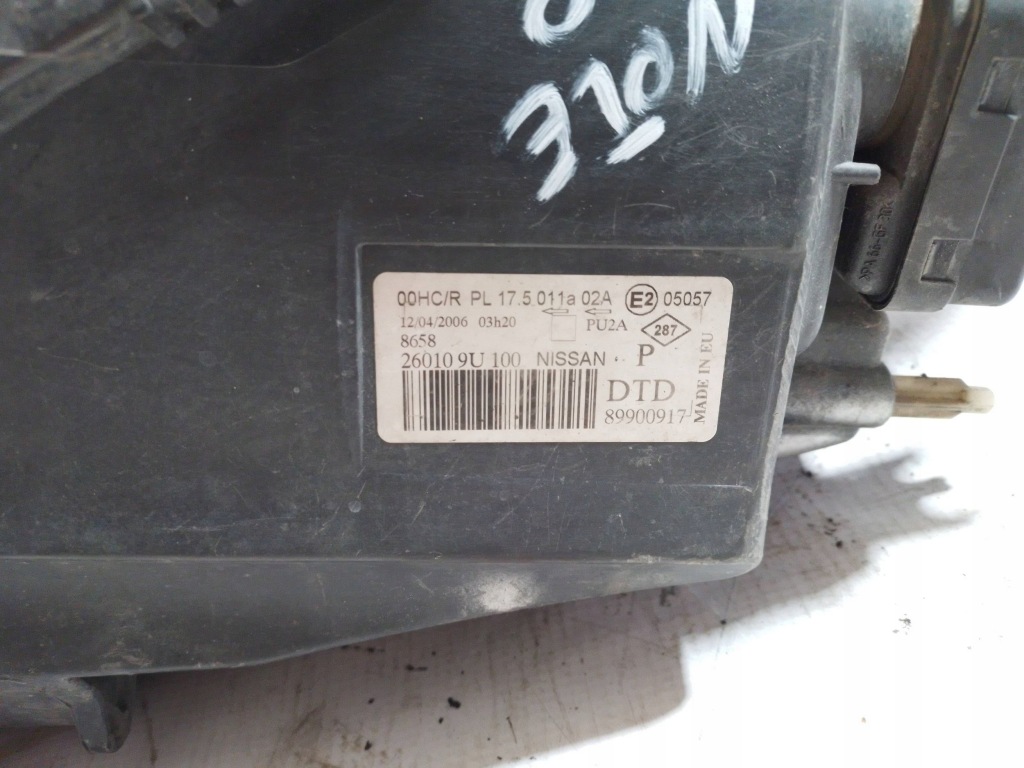 NOTE
00HC/R PL 17.5 011a 02A E2 05057
12/04/2006 03h20 PU2A 287
8658
26010 9U 100 NISSAN P
DTD
89900917
MADE IN EU